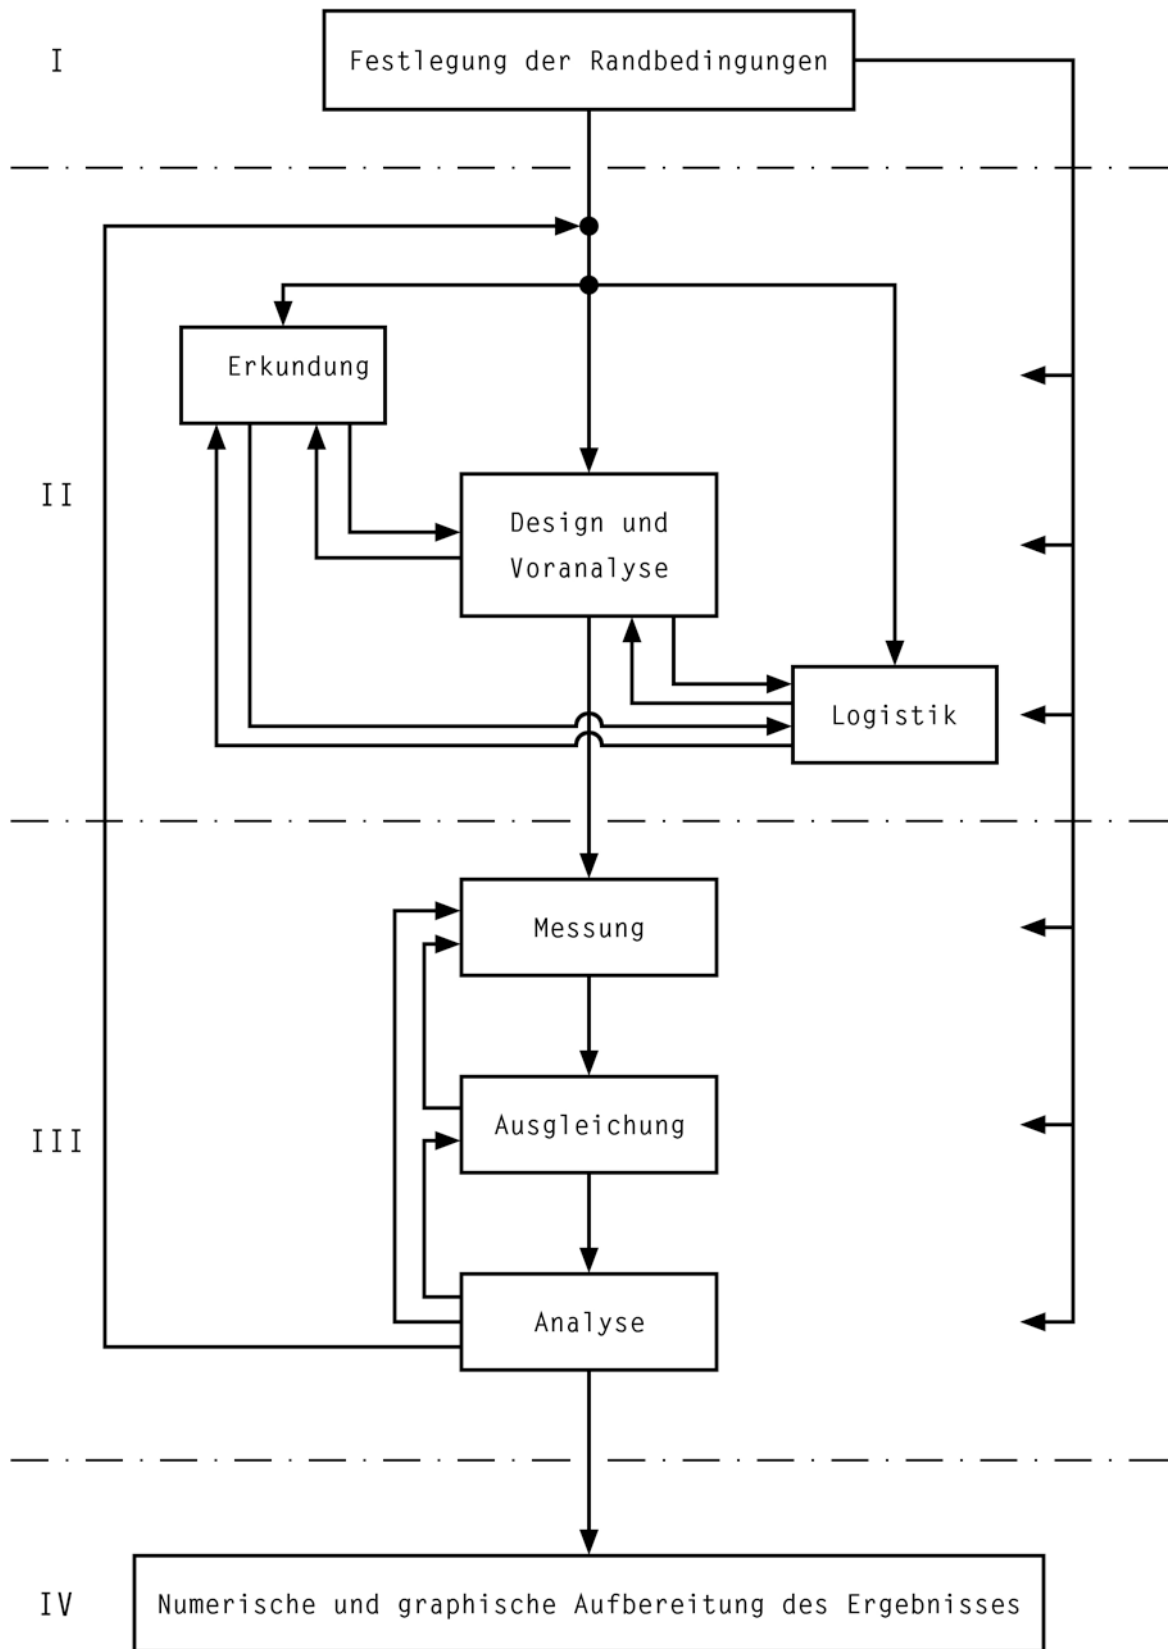 I
Festlegung der Randbedingungen
Erkundung
II
Design und
Voranalyse
Logistik
Messung
III
Ausgleichung
Analyse
IV
Numerische und graphische Aufbereitung des Ergebnisses